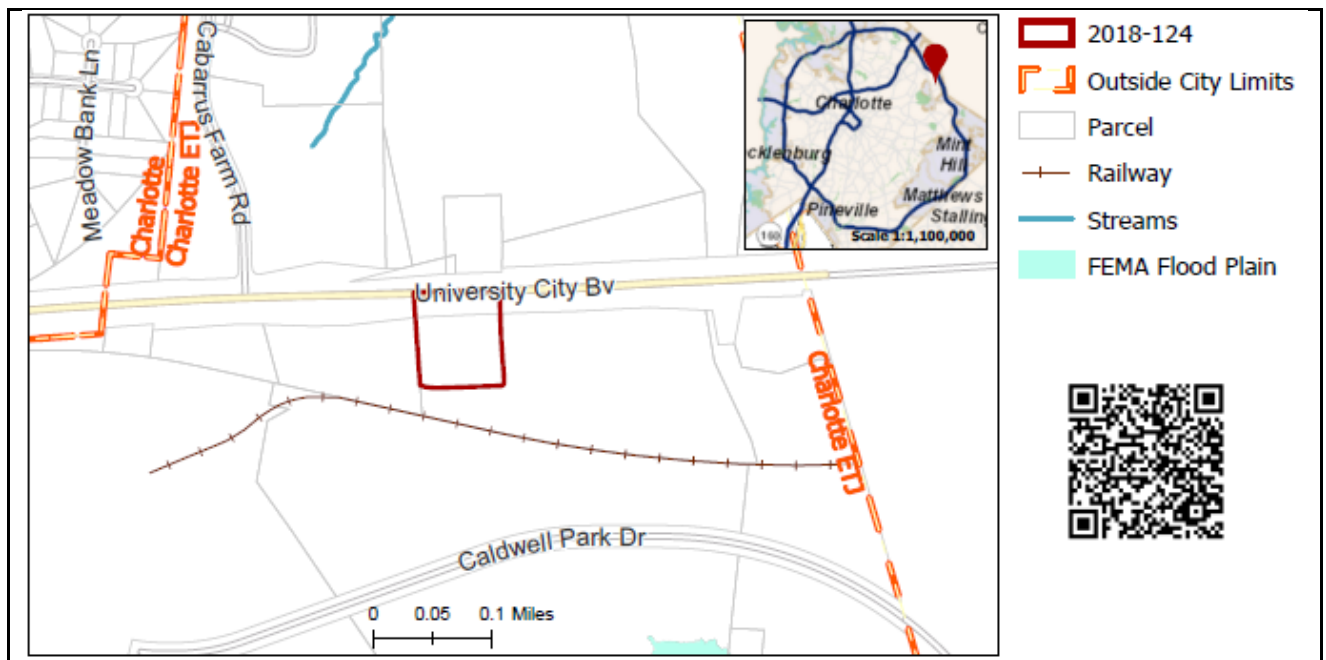 Meadow Bank Ln
Charlotte
Charlotte ETJ
Cabarrus Farm Rd
University City Bv
Charlotte ETJ
Caldwell Park Dr
0 0.05 0.1 Miles
Charlotte
cklenburg
Mint
Hill
Matthews
Pineville
Stalling
160
Scale 1:1,100,000
2018-124
Outside City Limits
Parcel
Railway
Streams
FEMA Flood Plain